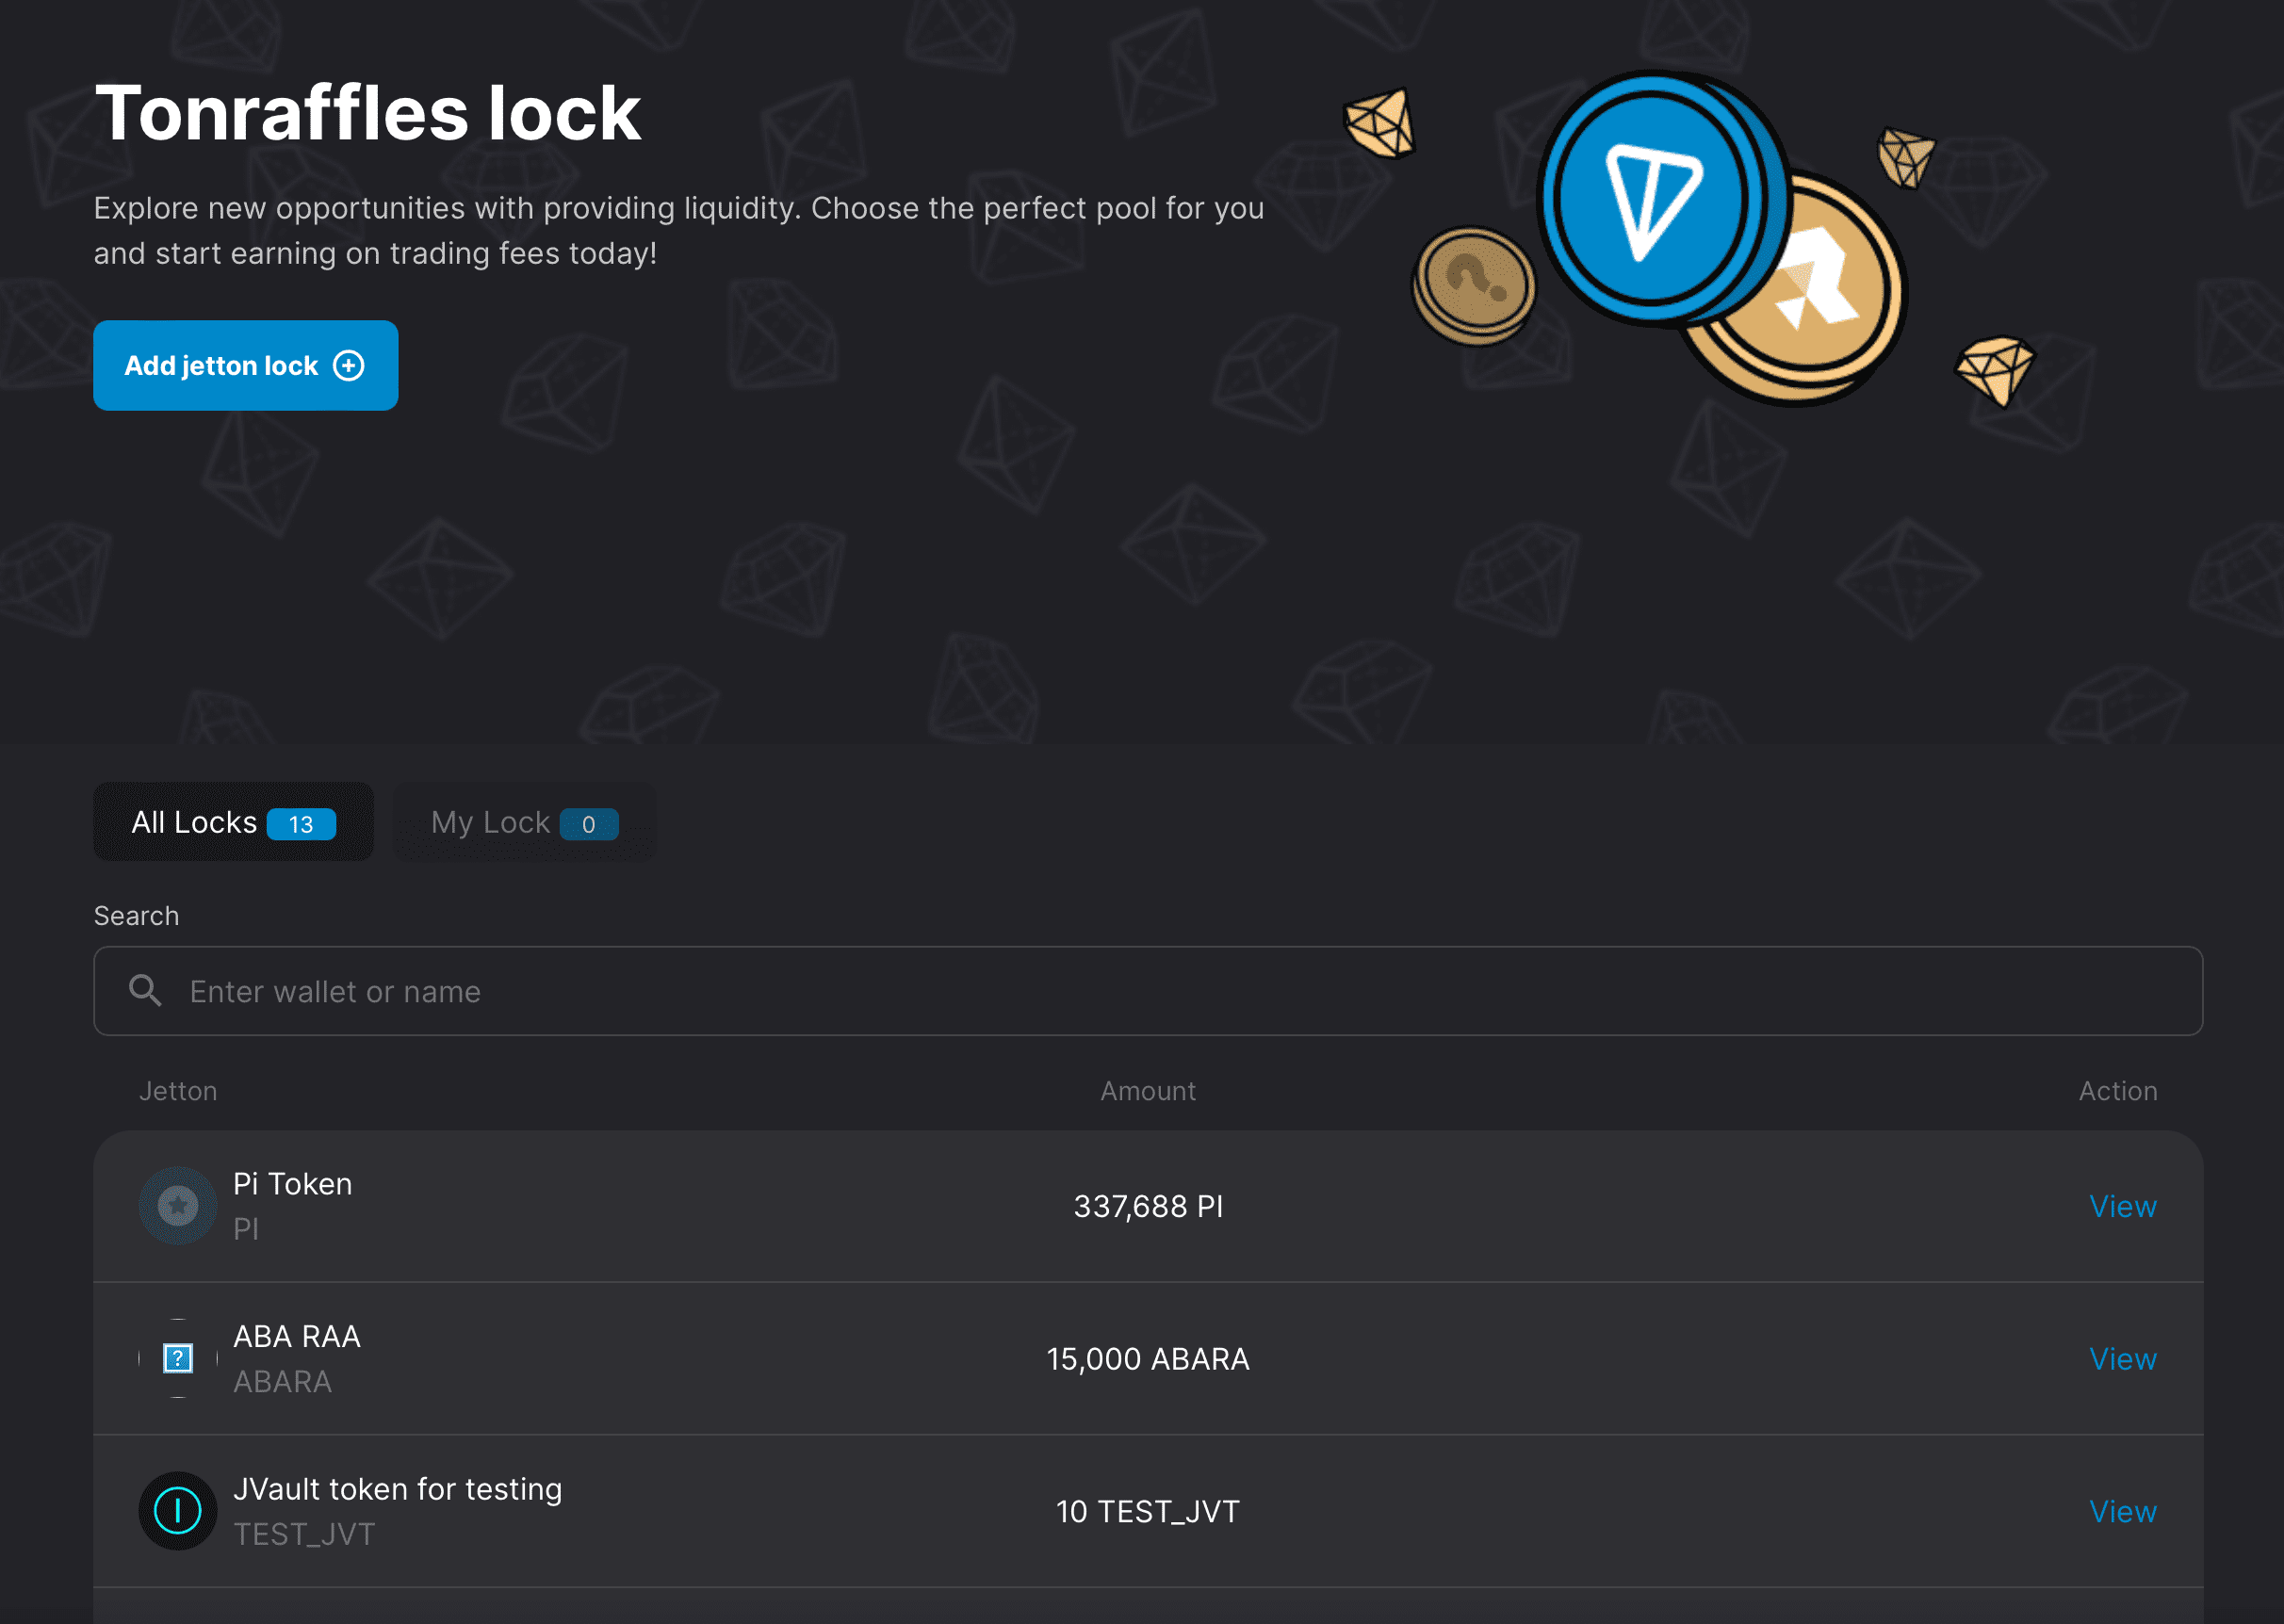 Tonraffles lock
Explore new opportunities with providing liquidity. Choose the perfect pool for you
and start earning on trading fees today!
Add jetton lock
All Locks 13
My Lock 0
Search
Enter wallet or name
Jetton Amount Action
Pi Token
PI
337,688 PI
View
ABA RAA
ABARA
15,000 ABARA
View
JVault token for testing
TEST_JVT
10 TEST_JVT
View